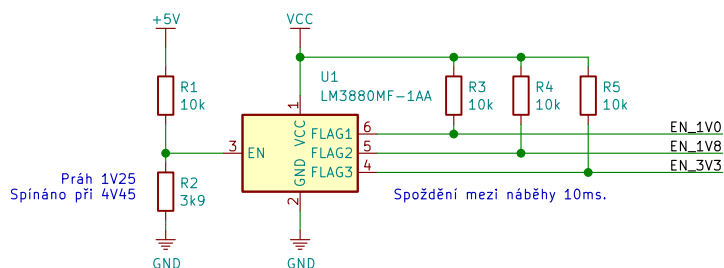 +5V
VCC
R1
10k
U1
LM3880MF-1AA
R3
10k
R4
10k
R5
10k
1
VCC
3
EN
FLAG1
6
EN_1V0
FLAG2
5
EN_1V8
FLAG3
4
EN_3V3
GND
2
Práh 1V25
Spínáno při 4V45
R2
3k9
Spoždění mezi náběhy 10ms.
GND
GND